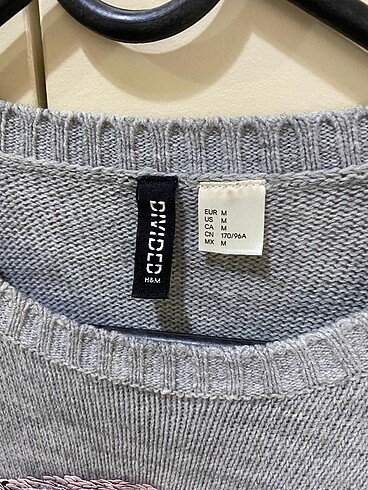 DIVIDED
H&M
EUR M
US M
CA M
CN 170/96A
MX M